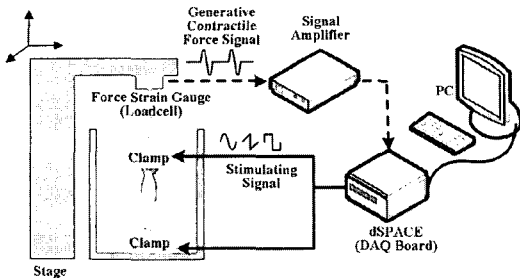 Generative
Contractile
Force Signal
Signal
Amplifier
PC
Force Strain Gauge
(Loadcell)
Clamp
Stimulating
Signal
Clamp
dSPACE
(DAQ Board)
Stage